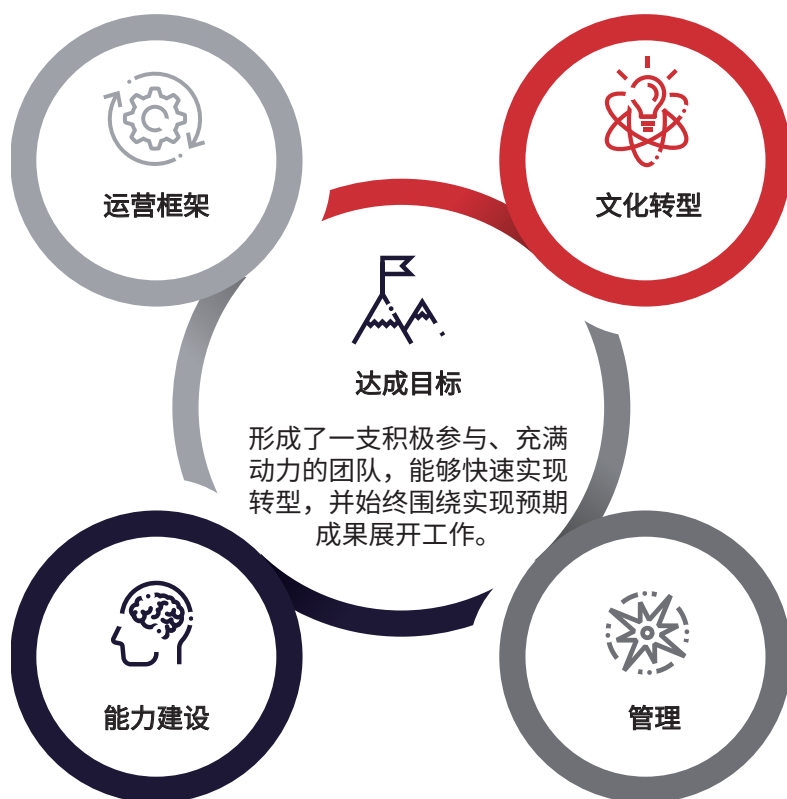 运营框架
文化转型
达成目标
形成了一支积极参与、充满
动力的团队，能够快速实现
转型，并始终围绕实现预期
成果展开工作。
能力建设
管理